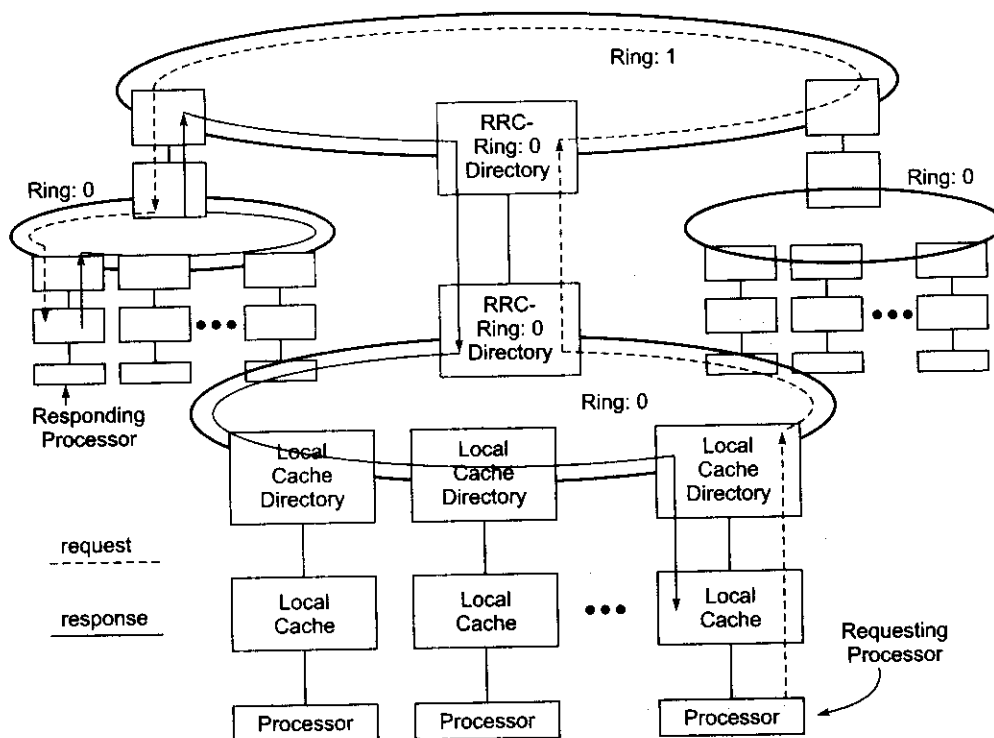 Ring: 1
RRC-
Ring: 0
Directory
Ring: 0
Ring: 0
RRC-
Ring: 0
Directory
Responding
Processor
Ring: 0
Local
Cache
Directory
Local
Cache
Directory
Local
Cache
Directory
request
response
Local
Cache
Local
Cache
Local
Cache
Requesting
Processor
Processor
Processor
Processor